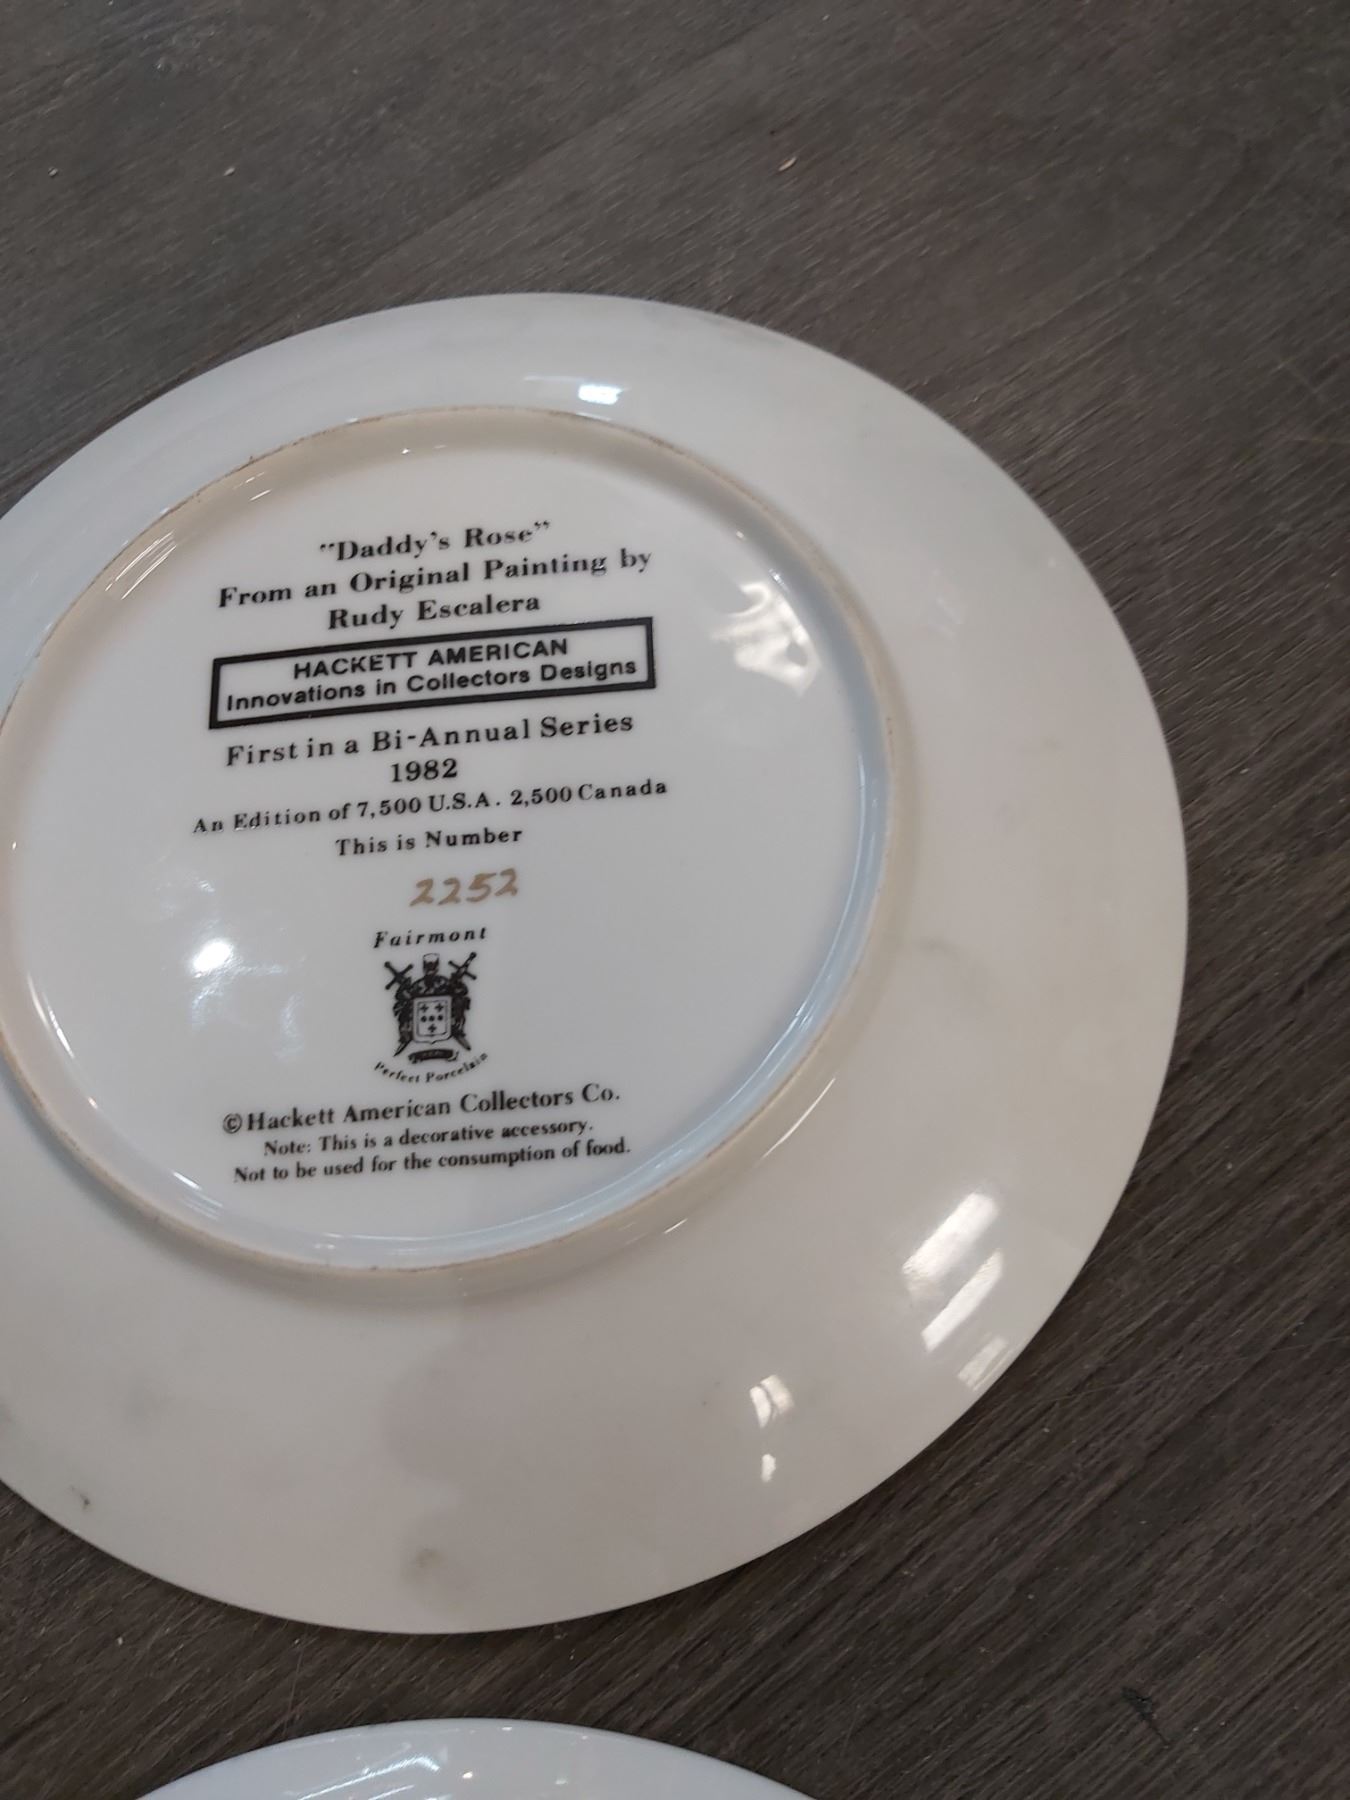 "Daddy's Rose"
From an Original Painting by
Rudy Escalera
HACKETT AMERICAN
Innovations in Collectors Designs
First in a Bi-Annual Series
1982
An Edition of 7,500 U.S.A. 2,500 Canada
This is Number
2252
Fairmont
Perfect Porcelain
©Hackett American Collectors Co.
Note: This is a decorative accessory.
Not to be used for the consumption of food.